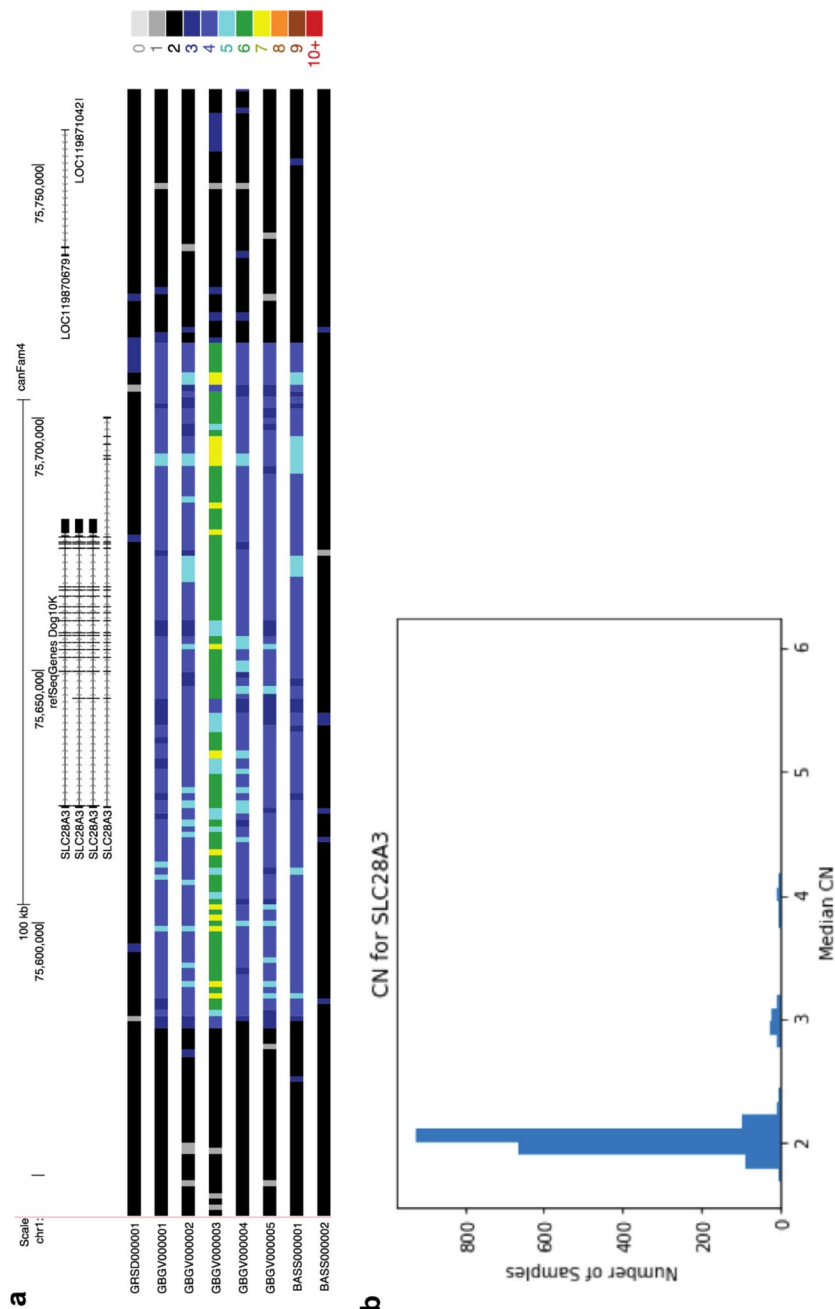 a
Scale
100 kb
canFam4
chr1:
75,600,000
75,650,000
75,700,000
75,750,000
refSeqGenes Dog10K
SLC28A3
SLC28A3
SLC28A3
SLC28A3
LOC119870679
LOC119871042
GRSD000001
GBGV000001
GBGV000002
GBGV000003
GBGV000004
GBGV000005
BASS000001
BASS000002
0
1
2
3
4
5
6
7
8
9
10+
b
CN for SLC28A3
Number of Samples
800
600
400
200
0
2
3
4
5
6
Median CN